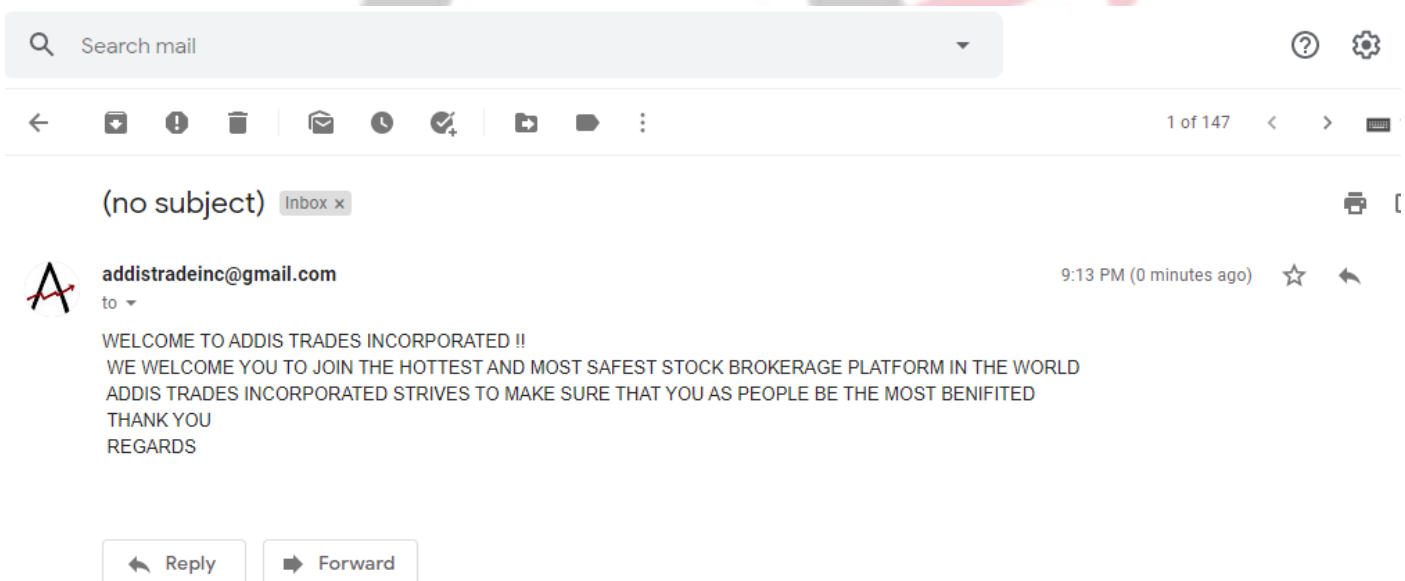 Search mail
1 of 147
(no subject) Inbox x
addistradeinc@gmail.com 9:13 PM (0 minutes ago)
to
WELCOME TO ADDIS TRADES INCORPORATED !!
WE WELCOME YOU TO JOIN THE HOTTEST AND MOST SAFEST STOCK BROKERAGE PLATFORM IN THE WORLD
ADDIS TRADES INCORPORATED STRIVES TO MAKE SURE THAT YOU AS PEOPLE BE THE MOST BENIFITED
THANK YOU
REGARDS
Reply Forward